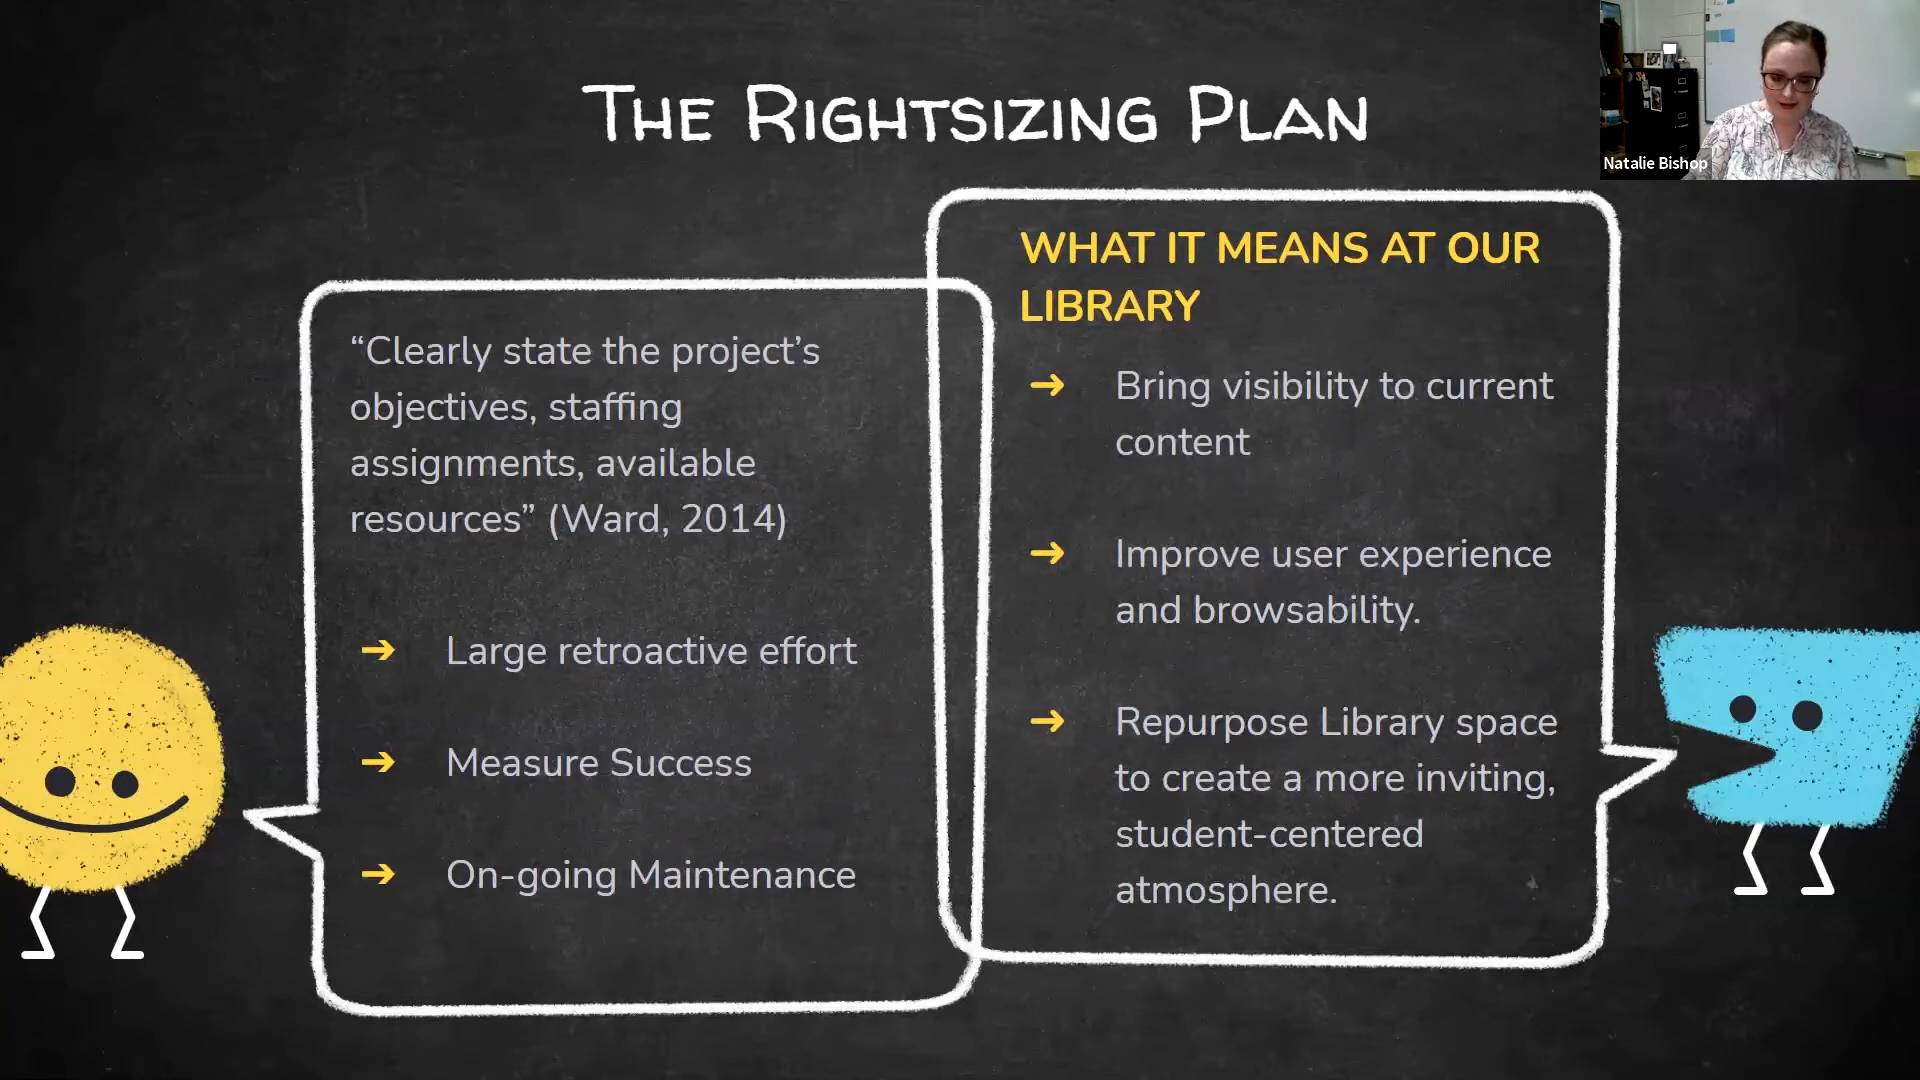 THE RIGHTSIZING PLAN
Natalie Bishop
“Clearly state the project’s
objectives, staffing
assignments, available
resources” (Ward, 2014)
➔ Large retroactive effort
➔ Measure Success
➔ On-going Maintenance
WHAT IT MEANS AT OUR
LIBRARY
➔ Bring visibility to current
content
➔ Improve user experience
and browsability.
➔ Repurpose Library space
to create a more inviting,
student-centered
atmosphere.